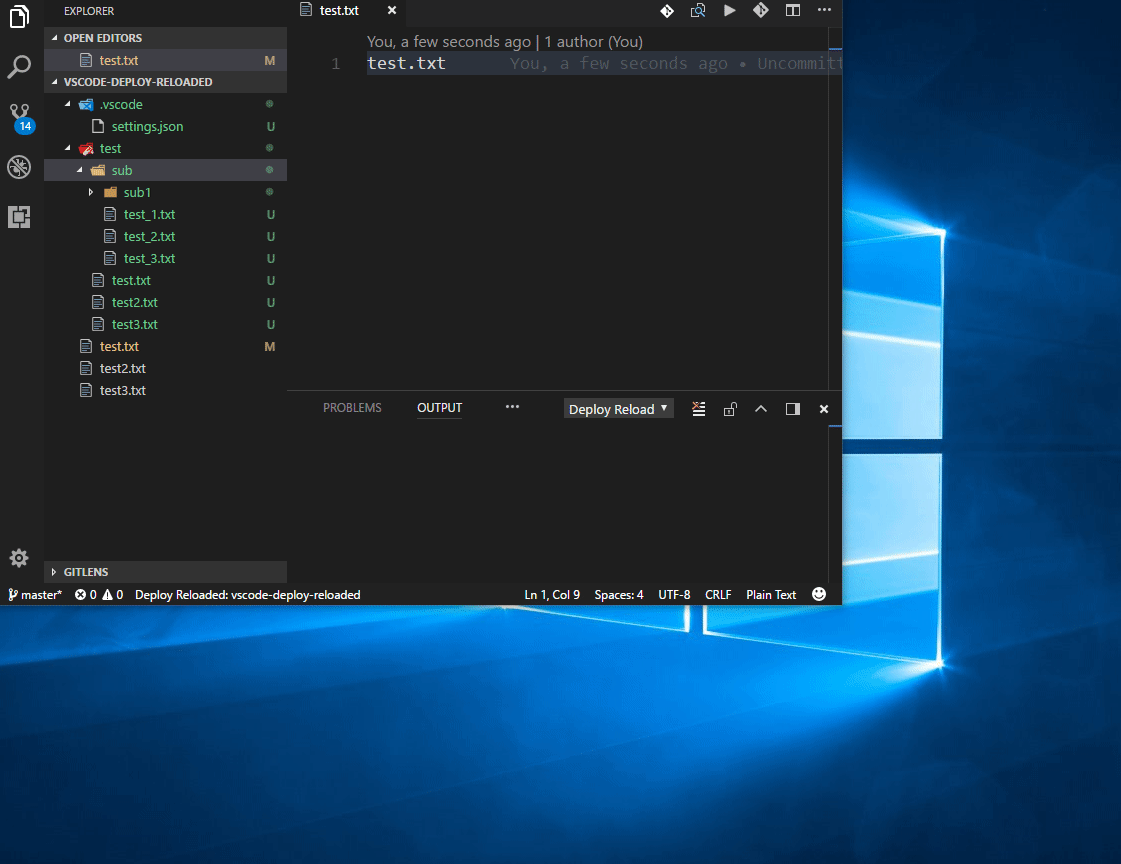 EXPLORER
OPEN EDITORS
test.txt M
VSCODE-DEPLOY-RELOADED
.vscode
settings.json U
test
sub
sub1
test_1.txt U
test_2.txt U
test_3.txt U
test.txt U
test2.txt U
test3.txt U
test.txt M
test2.txt
test3.txt
GITLENS
14
test.txt
You, a few seconds ago | 1 author (You)
1 test.txt You, a few seconds ago • Uncommitt
PROBLEMS OUTPUT ••• Deploy Reload
master* 0 0 Deploy Reloaded: vscode-deploy-reloaded Ln 1, Col 9 Spaces: 4 UTF-8 CRLF Plain Text